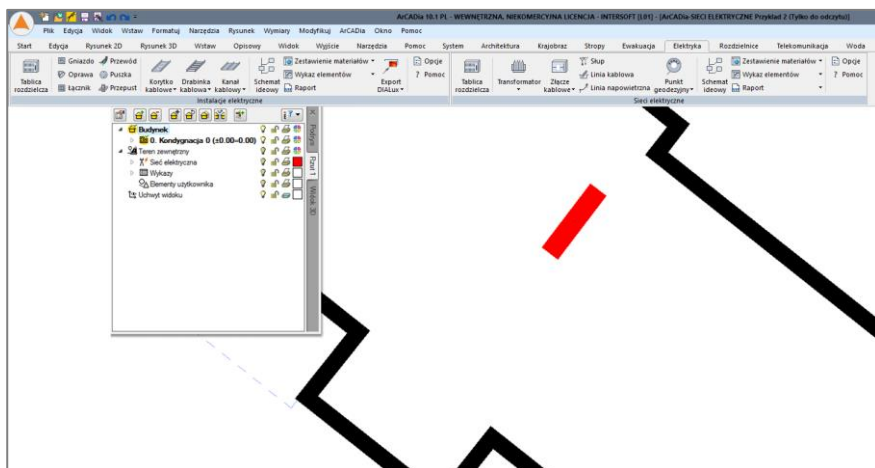 ArCADia 10.1 PL - WEWNĘTRZNA, NIEKOMERCYJNA LICENCJA - INTERSOFT [L01] - [ArCADia-SIECI ELEKTRYCZNE Przykład 2 (Tylko do odczytu)]
Plik Edycja Widok Wstaw Formatuj Narzędzia Rysunek Wymiary Modyfikuj ArCADia Okno Pomoc
Start Edycja Rysunek 2D Rysunek 3D Wstaw Opisowy Widok Wyjście Narzędzia Pomoc System Architektura Krajobraz Stropy Ewakuacja Elektryka Rozdzielnice Telekomunikacja Woda
Gniazdo Przewód Zestawienie materiałów Opcje Słup Zestawienie materiałów Opcje
Oprawa Puszka Wykaz elementów ? Pomoc Linia kablowa Wykaz elementów ? Pomoc
Tablica rozdzielcza Łącznik Przepust Korytko kablowe Drabinka kablowa Kanał kablowy Schemat ideowy Raport Export DIALux Tablica rozdzielcza Transformator Złącze kablowe Linia napowietrzna Punkt geodezyjny Schemat ideowy Raport
Instalacje elektryczne Sieci elektryczne
Budynek
0. Kondygnacja 0 (±0.00~0.00)
Teren zewnętrzny
Sieć elektryczna
Wykazy
Elementy użytkownika
Uchwyt widoku
Rzut 1
Widok 3D